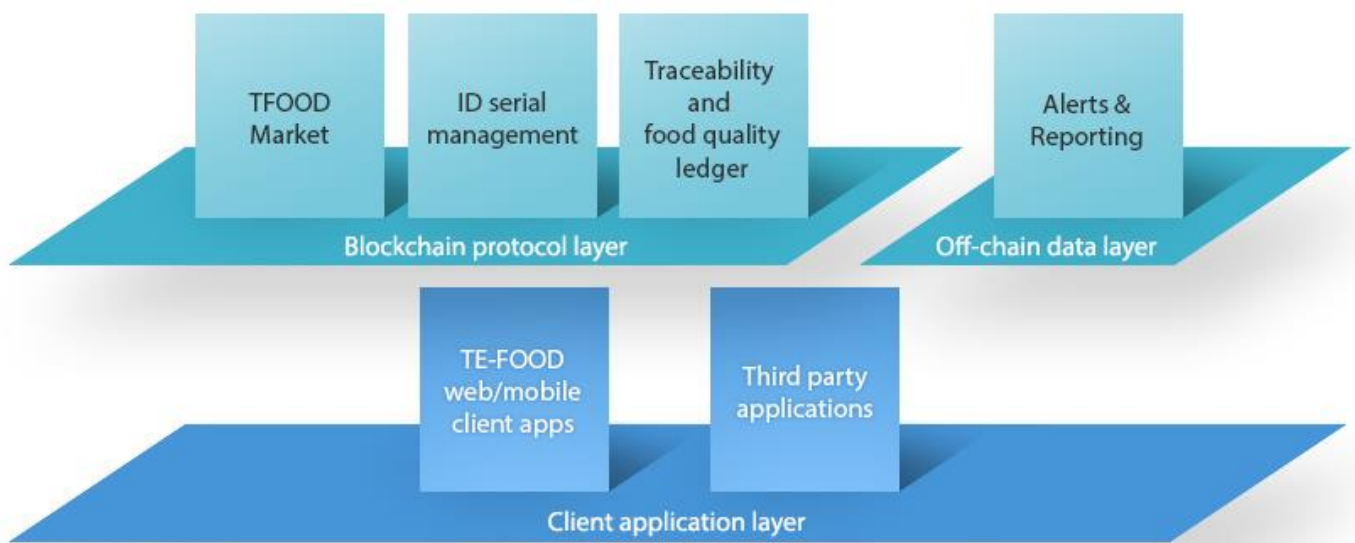 TFOOD
Market
ID serial
management
Traceability
and
food quality
ledger
Alerts &
Reporting
Blockchain protocol layer
Off-chain data layer
TE-FOOD
web/mobile
client apps
Third party
applications
Client application layer